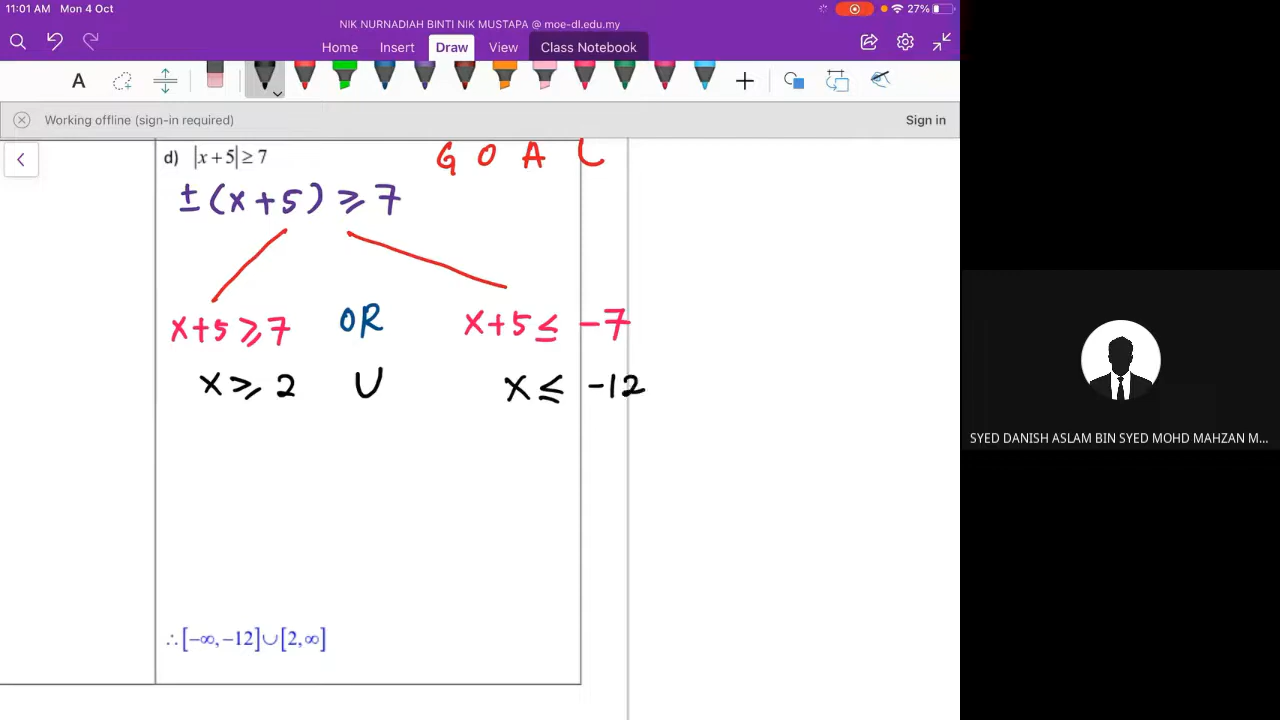 11:01 AM Mon 4 Oct
27%
NIK NURNADIAH BINTI NIK MUSTAPA @ moe-dl.edu.my
Home Insert Draw View Class Notebook
A
Working offline (sign-in required) Sign in
d) |x + 5| ≥ 7
G O A L
±(x+5) ≥ 7
x+5 ≥ 7 OR x+5 ≤ -7
x ≥ 2 ∪ x ≤ -12
∴ [-∞, -12] ∪ [2, ∞]
SYED DANISH ASLAM BIN SYED MOHD MAHZAN M...